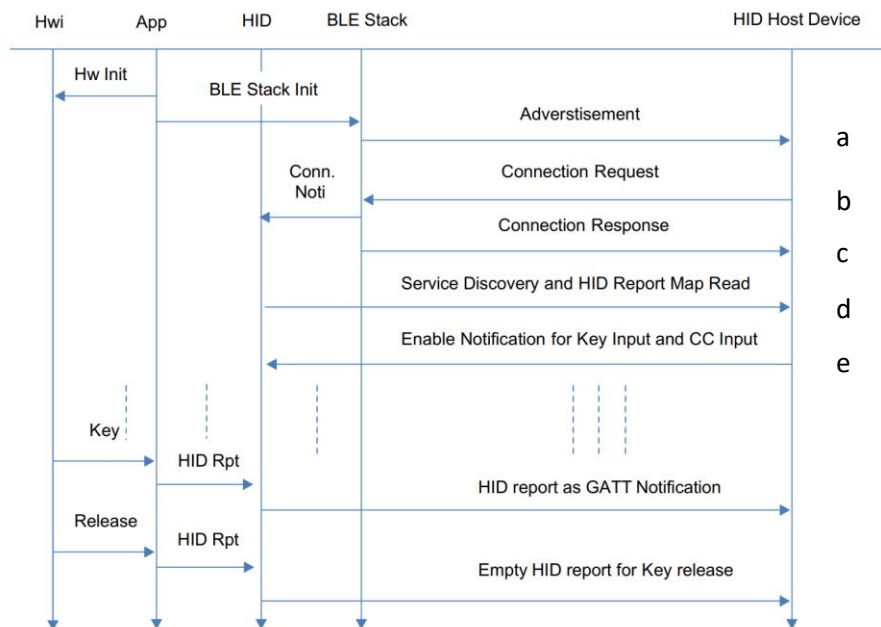 Hwi App HID BLE Stack HID Host Device
Hw Init
BLE Stack Init
Adverstisement
a
Conn.
Noti
Connection Request
b
Connection Response
c
Service Discovery and HID Report Map Read
d
Enable Notification for Key Input and CC Input
e
Key
HID Rpt
HID report as GATT Notification
Release
HID Rpt
Empty HID report for Key release